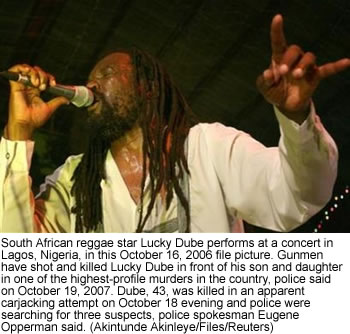 South African reggae star Lucky Dube performs at a concert in
Lagos, Nigeria, in this October 16, 2006 file picture. Gunmen
have shot and killed Lucky Dube in front of his son and daughter
in one of the highest-profile murders in the country, police said
on October 19, 2007. Dube, 43, was killed in an apparent
carjacking attempt on October 18 evening and police were
searching for three suspects, police spokesman Eugene
Opperman said. (Akintunde Akinleye/Files/Reuters)